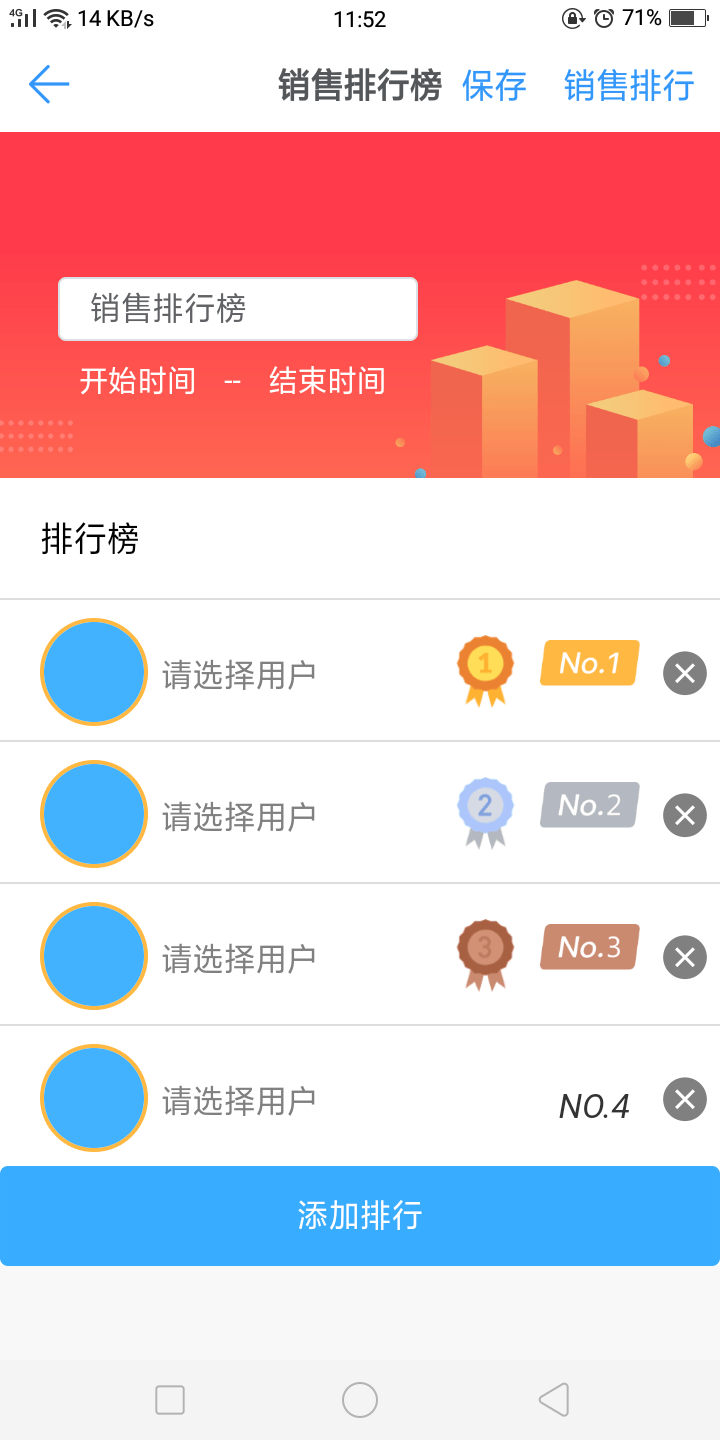 4G 14 KB/s 11:52 71%
销售排行榜 保存 销售排行
销售排行榜
开始时间 -- 结束时间
排行榜
请选择用户 1 No.1
请选择用户 2 No.2
请选择用户 3 No.3
请选择用户 NO.4
添加排行